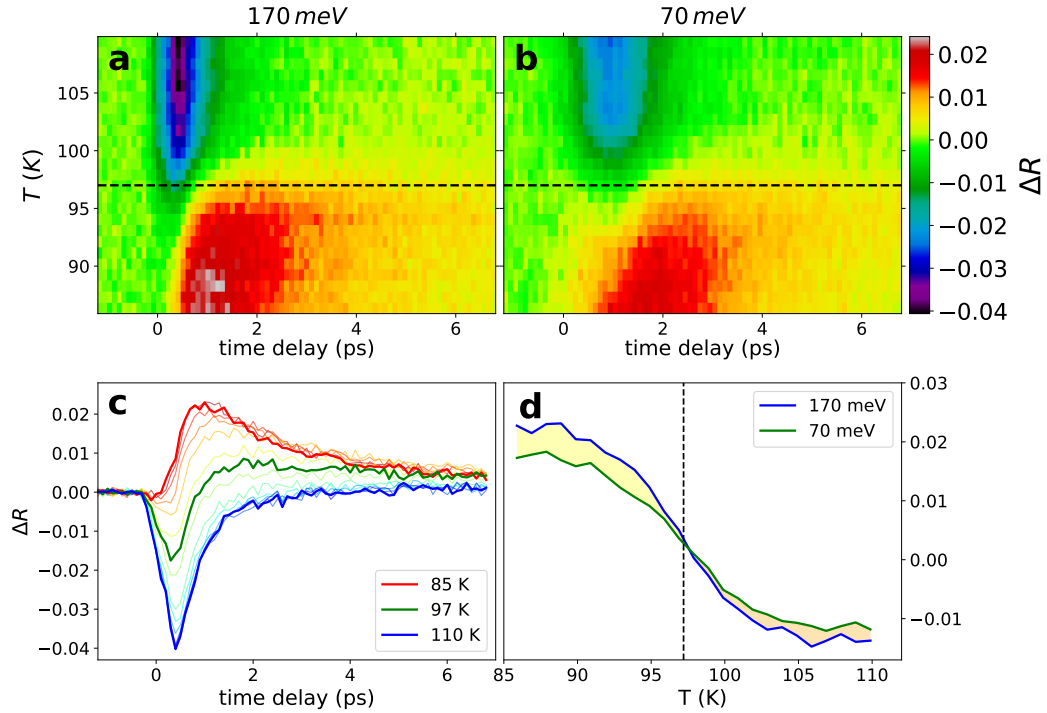 170 meV
70 meV
a
b
T (K)
105
100
95
90
0
2
4
6
time delay (ps)
0
2
4
6
time delay (ps)
0.02
0.01
0.00
−0.01
−0.02
−0.03
−0.04
ΔR
c
d
ΔR
0.02
0.01
0.00
−0.01
−0.02
−0.03
−0.04
85 K
97 K
110 K
0
2
4
6
time delay (ps)
170 meV
70 meV
0.03
0.02
0.01
0.00
−0.01
85
90
95
100
105
110
T (K)